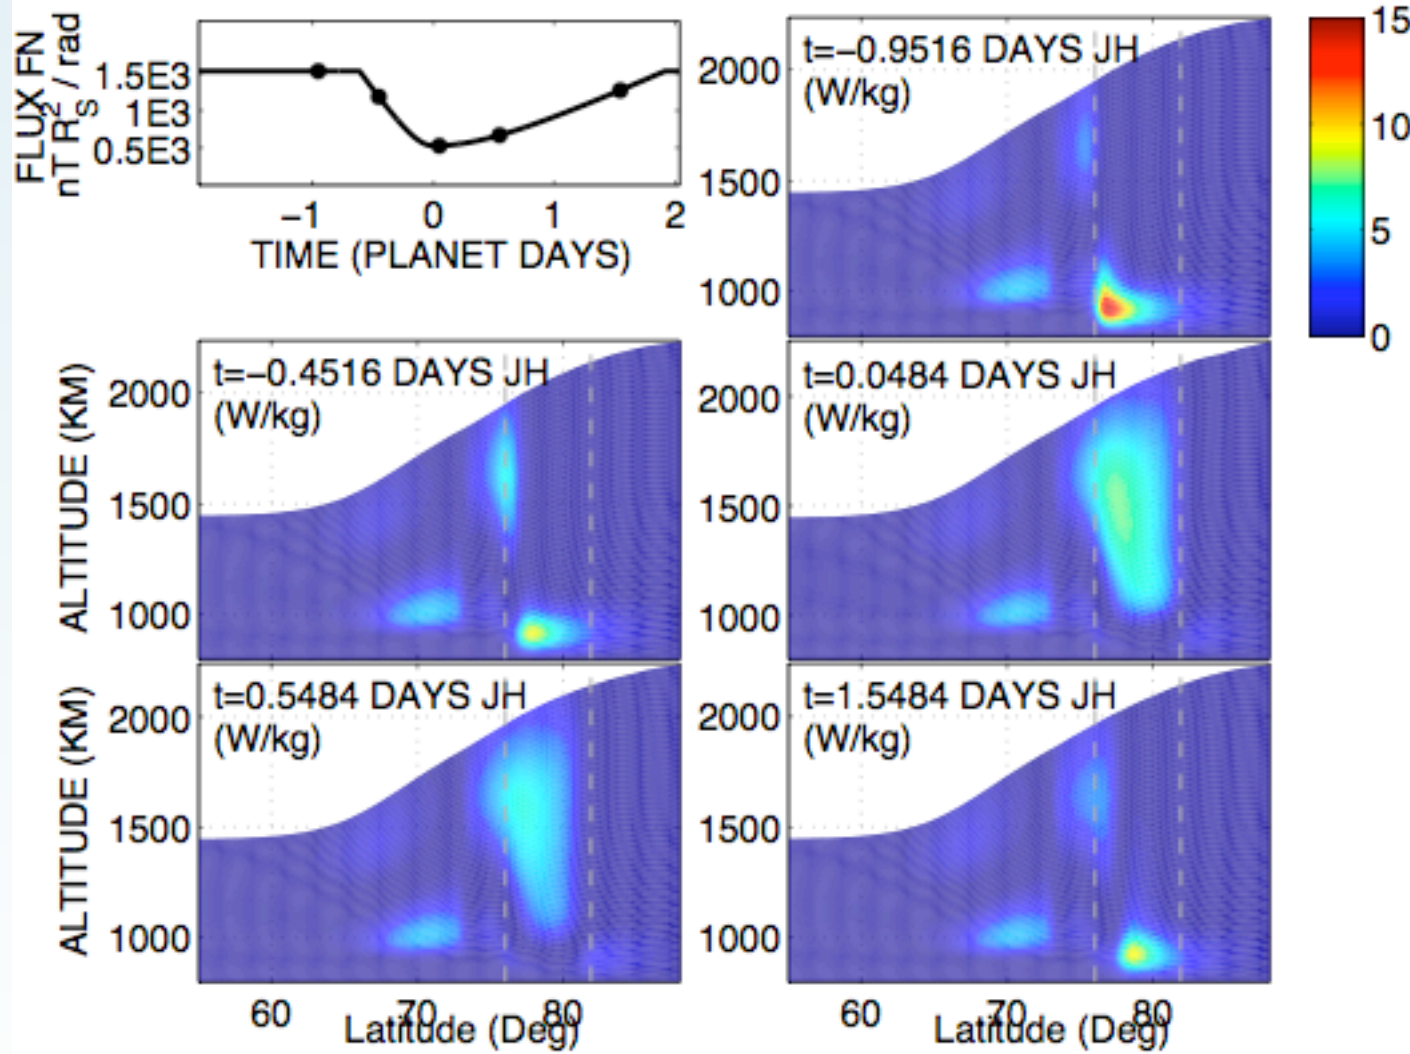 FLUX FN
nT R_S^2 / rad
1.5E3
1E3
0.5E3
−1 0 1 2
TIME (PLANET DAYS)
t=−0.9516 DAYS JH
(W/kg)
2000
1500
1000
15
10
5
0
ALTITUDE (KM)
t=−0.4516 DAYS JH
(W/kg)
2000
1500
1000
t=0.0484 DAYS JH
(W/kg)
2000
1500
1000
ALTITUDE (KM)
t=0.5484 DAYS JH
(W/kg)
2000
1500
1000
60 70 80
Latitude (Deg)
t=1.5484 DAYS JH
(W/kg)
2000
1500
1000
60 70 80
Latitude (Deg)